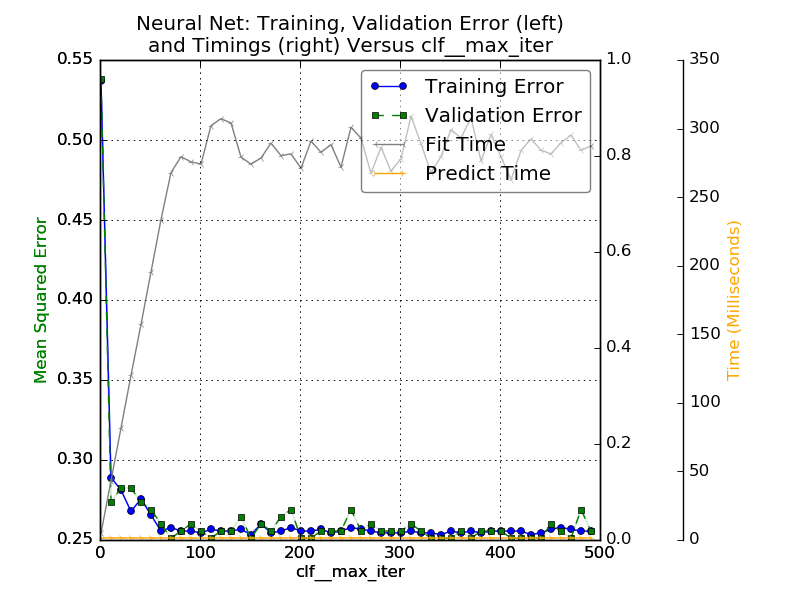 Neural Net: Training, Validation Error (left)
and Timings (right) Versus clf__max_iter
Training Error
Validation Error
Fit Time
Predict Time
Mean Squared Error
0.55
0.50
0.45
0.40
0.35
0.30
0.25
1.0
0.8
0.6
0.4
0.2
0.0
350
300
250
200
150
100
50
0
Time (Milliseconds)
0 100 200 300 400 500
clf__max_iter